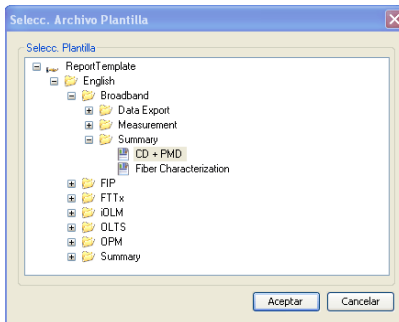 Selecc. Archivo Plantilla
Selecc. Plantilla
ReportTemplate
English
Broadband
Data Export
Measurement
Summary
CD + PMD
Fiber Characterization
FIP
FTTx
iOLM
OLTS
OPM
Summary
Aceptar
Cancelar